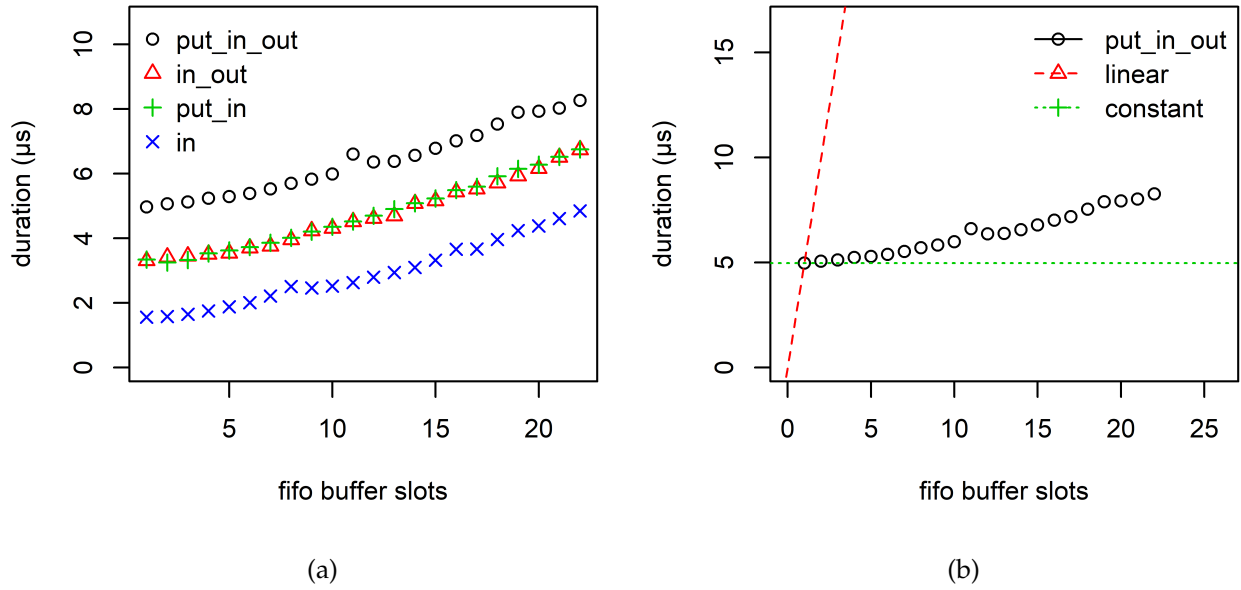 duration (µs)
10
8
6
4
2
0
put_in_out
in_out
put_in
in
5
10
15
20
fifo buffer slots
(a)
duration (µs)
15
10
5
0
put_in_out
linear
constant
0
5
10
15
20
25
fifo buffer slots
(b)